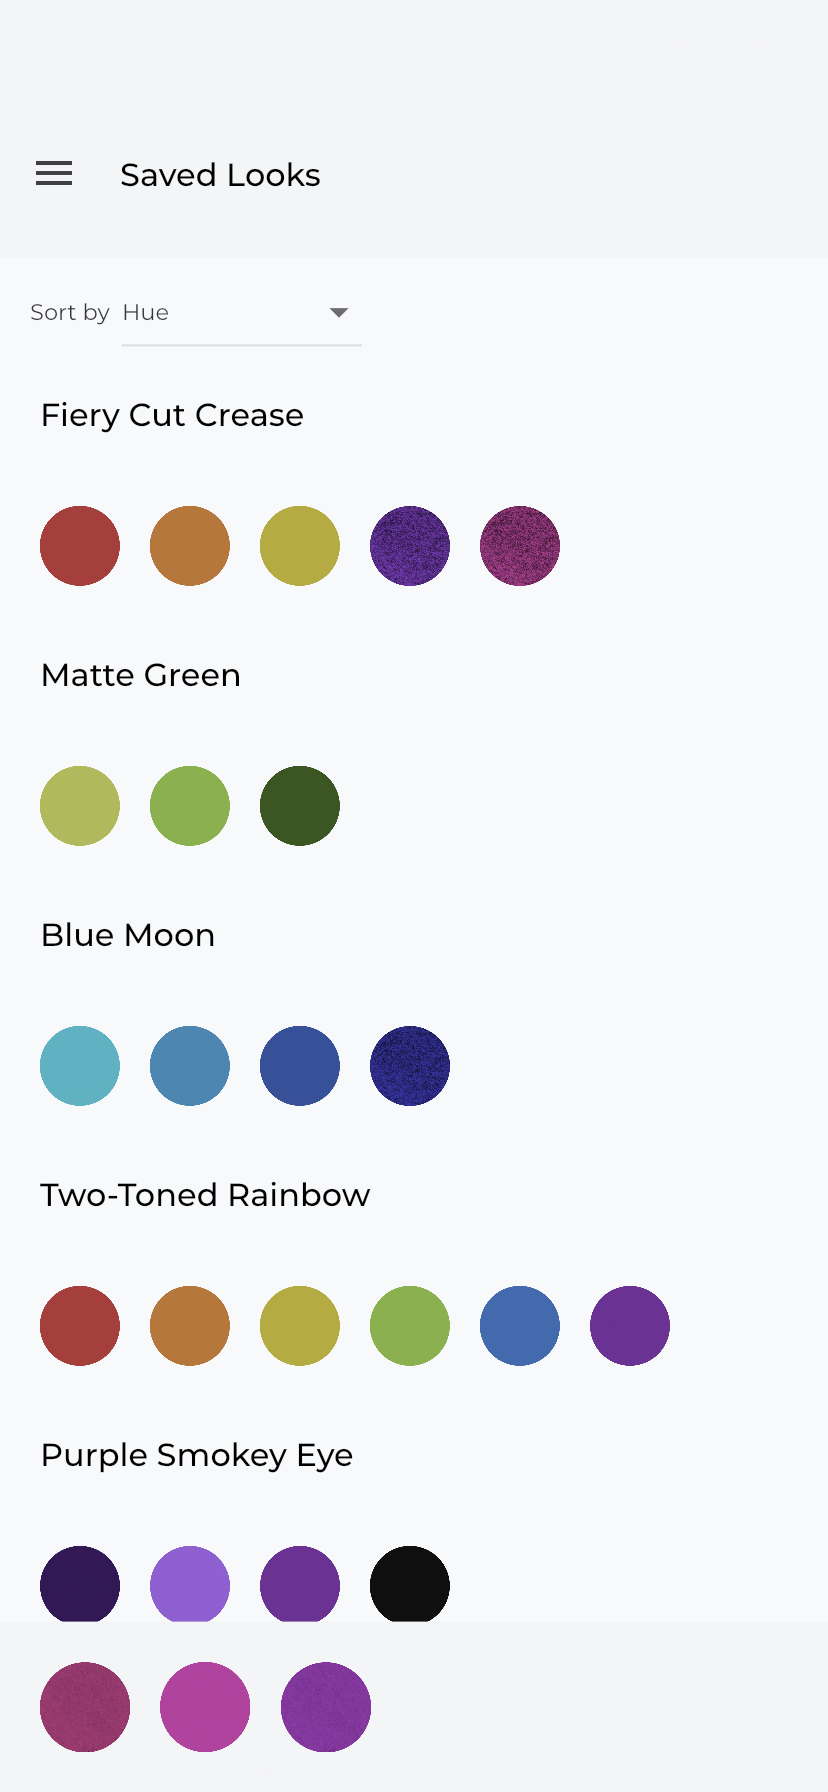 Saved Looks
Sort by Hue
Fiery Cut Crease
Matte Green
Blue Moon
Two-Toned Rainbow
Purple Smokey Eye